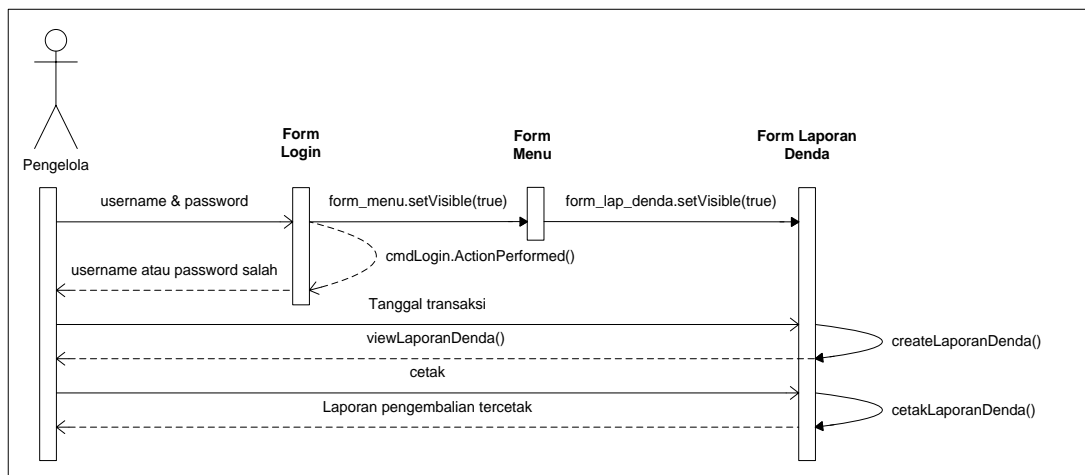 Form
Login
Form
Menu
Form Laporan
Denda
Pengelola
username & password
form_menu.setVisible(true)
form_lap_denda.setVisible(true)
cmdLogin.ActionPerformed()
username atau password salah
Tanggal transaksi
viewLaporanDenda()
createLaporanDenda()
cetak
Laporan pengembalian tercetak
cetakLaporanDenda()